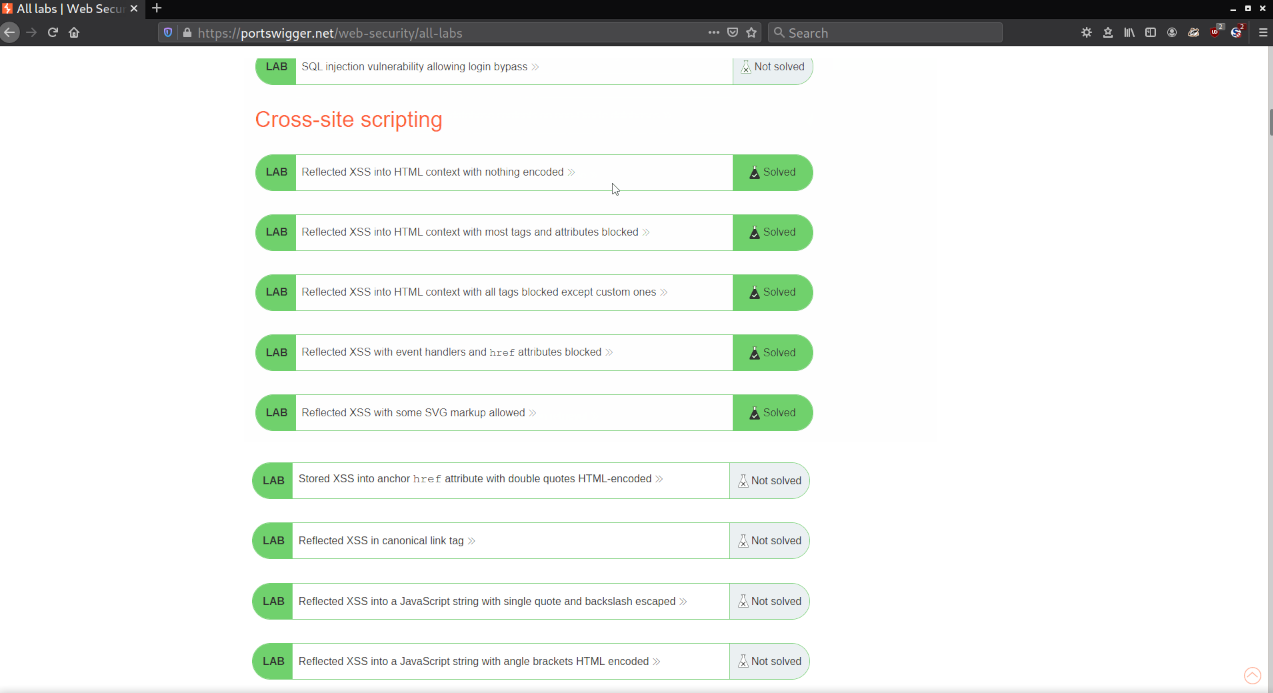 All labs | Web Secu
https://portswigger.net/web-security/all-labs
Search
2
2
LAB SQL injection vulnerability allowing login bypass Not solved
Cross-site scripting
LAB Reflected XSS into HTML context with nothing encoded Solved
LAB Reflected XSS into HTML context with most tags and attributes blocked Solved
LAB Reflected XSS into HTML context with all tags blocked except custom ones Solved
LAB Reflected XSS with event handlers and href attributes blocked Solved
LAB Reflected XSS with some SVG markup allowed Solved
LAB Stored XSS into anchor href attribute with double quotes HTML-encoded Not solved
LAB Reflected XSS in canonical link tag Not solved
LAB Reflected XSS into a JavaScript string with single quote and backslash escaped Not solved
LAB Reflected XSS into a JavaScript string with angle brackets HTML encoded Not solved